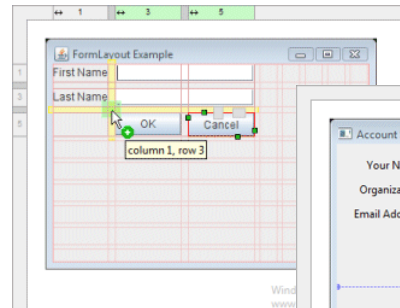 1 3 5
FormLayout Example
1
First Name
3
Last Name
5
OK Cancel
column 1, row 3
Account
Your N
Organiza
Email Add
Wind
www